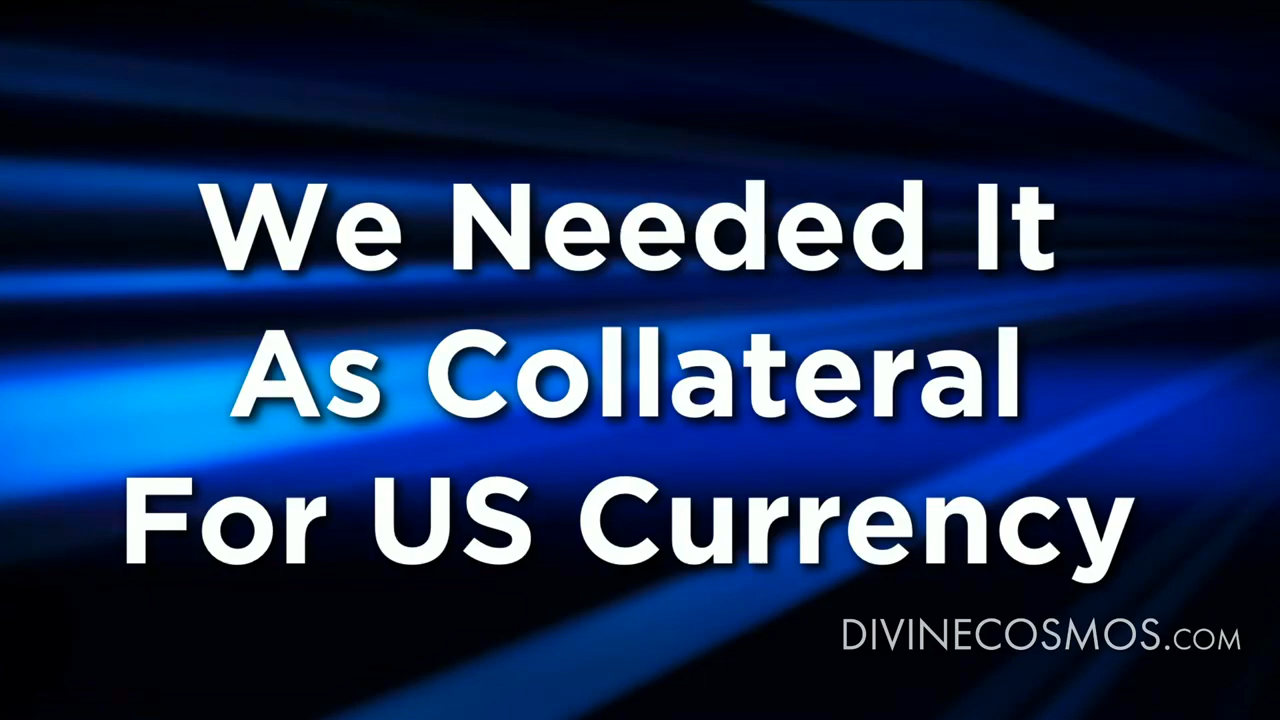 We Needed It
As Collateral
For US Currency
DIVINECOSMOS.COM